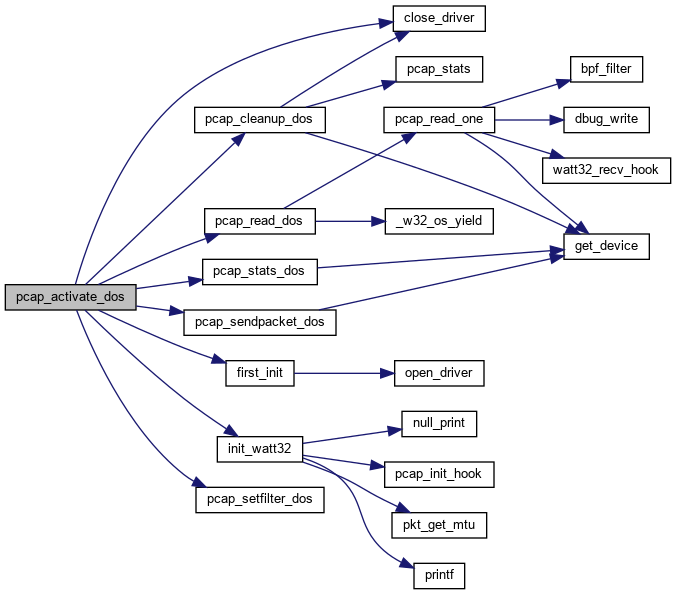 close_driver
pcap_stats
bpf_filter
pcap_cleanup_dos
pcap_read_one
dbug_write
watt32_recv_hook
pcap_read_dos
_w32_os_yield
get_device
pcap_stats_dos
pcap_activate_dos
pcap_sendpacket_dos
first_init
open_driver
null_print
init_watt32
pcap_init_hook
pcap_setfilter_dos
pkt_get_mtu
printf